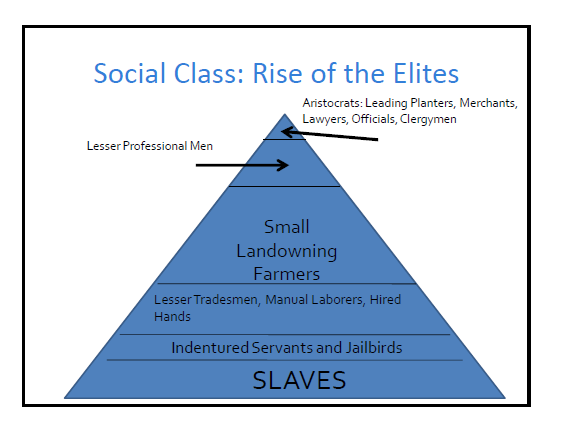 Social Class: Rise of the Elites
Aristocrats: Leading Planters, Merchants,
Lawyers, Officials, Clergymen
Lesser Professional Men
Small
Landowning
Farmers
Lesser Tradesmen, Manual Laborers, Hired
Hands
Indentured Servants and Jailbirds
SLAVES